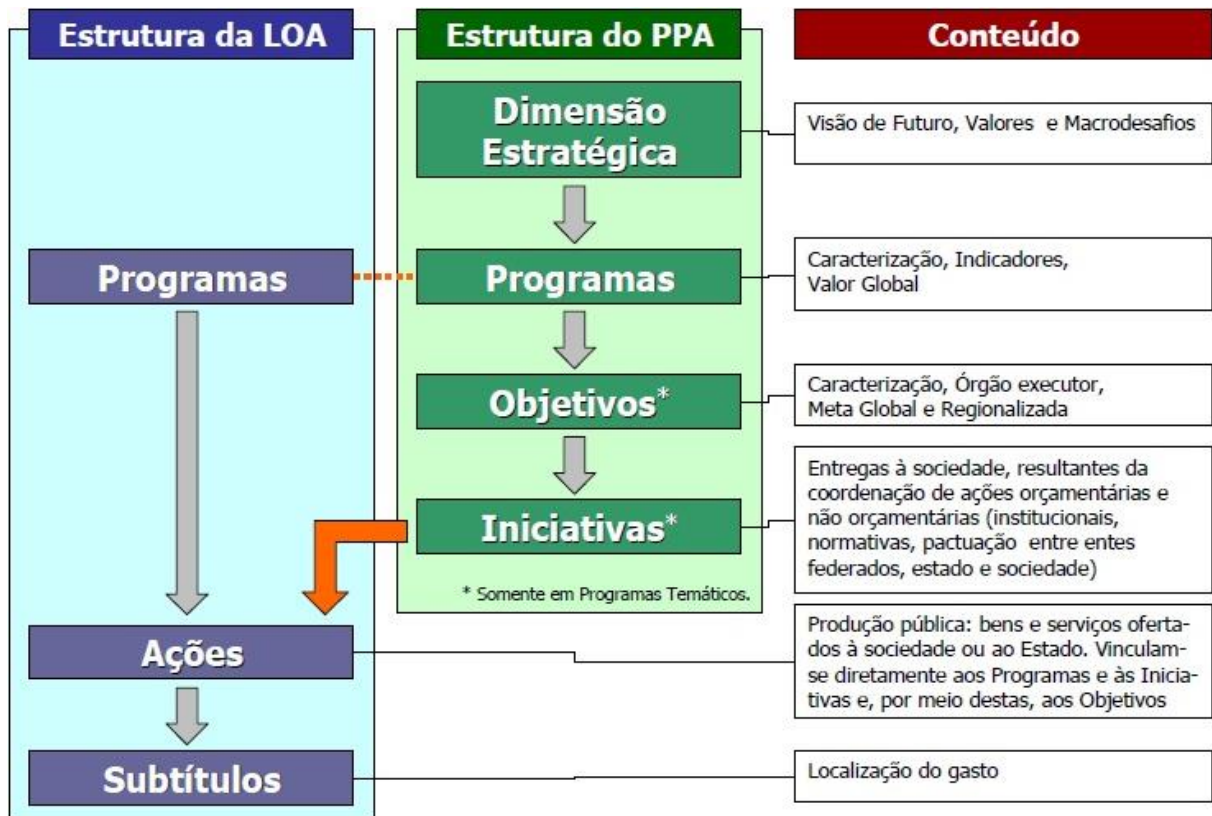 Estrutura da LOA
Estrutura do PPA
Conteúdo
Dimensão
Estratégica
Visão de Futuro, Valores e Macrodesafios
Programas
Programas
Caracterização, Indicadores,
Valor Global
Objetivos*
Caracterização, Órgão executor,
Meta Global e Regionalizada
Iniciativas*
Entregas à sociedade, resultantes da
coordenação de ações orçamentárias e
não orçamentárias (institucionais,
normativas, pactuação entre entes
federados, estado e sociedade)
* Somente em Programas Temáticos.
Ações
Produção pública: bens e serviços oferta-
dos à sociedade ou ao Estado. Vinculam-
se diretamente aos Programas e às Inicia-
tivas e, por meio destas, aos Objetivos
Subtítulos
Localização do gasto